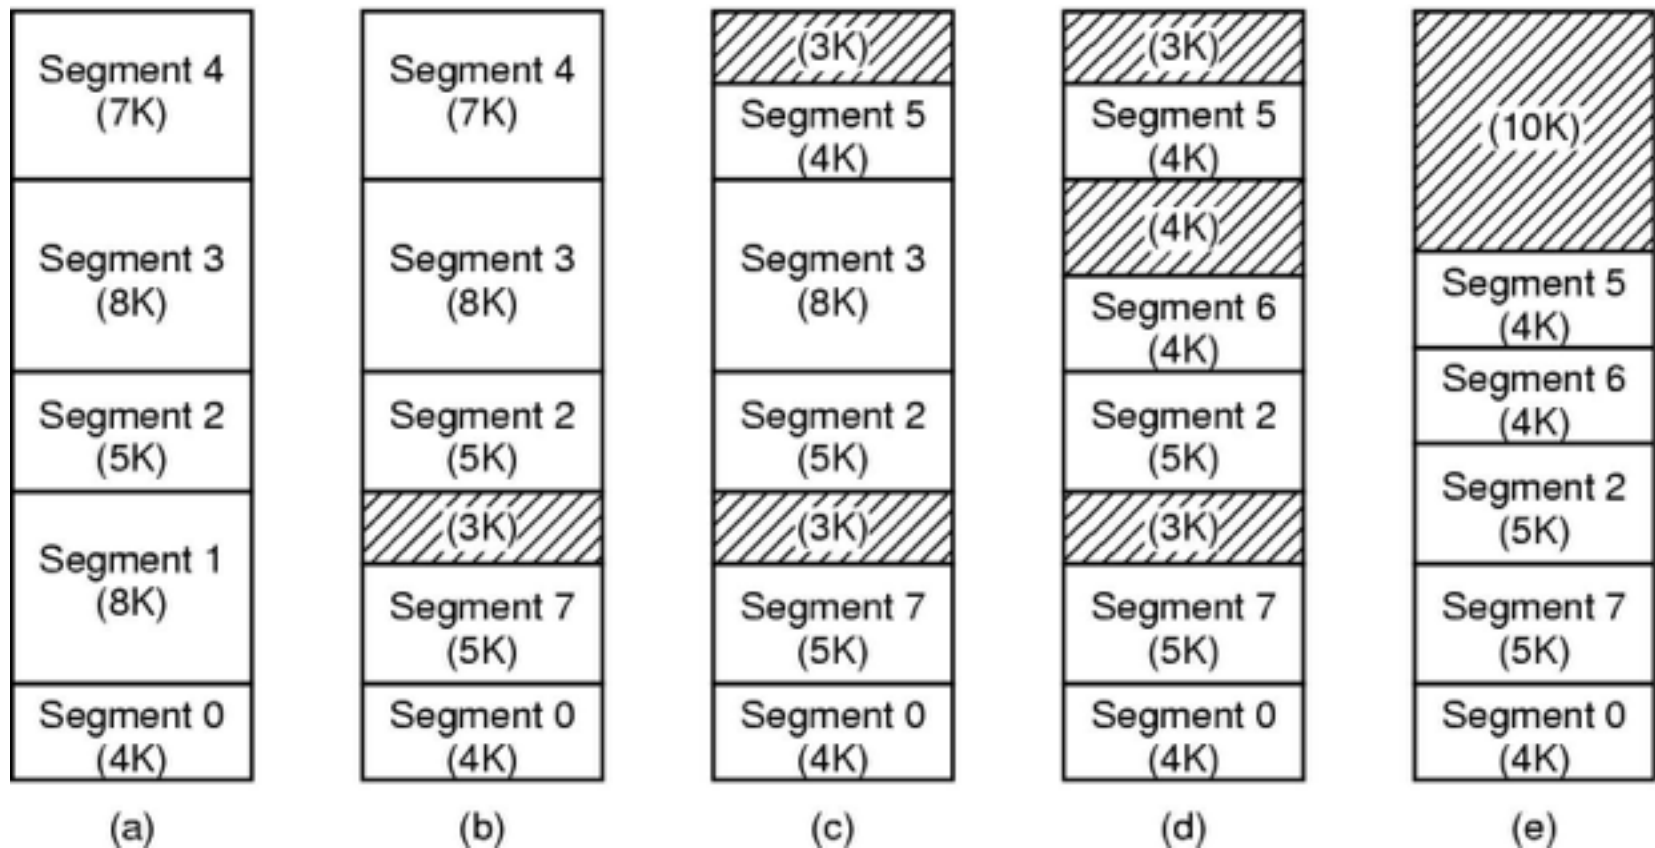 Segment 4
(7K)
Segment 3
(8K)
Segment 2
(5K)
Segment 1
(8K)
Segment 0
(4K)
(a)
Segment 4
(7K)
Segment 3
(8K)
Segment 2
(5K)
(3K)
Segment 7
(5K)
Segment 0
(4K)
(b)
(3K)
Segment 5
(4K)
Segment 3
(8K)
Segment 2
(5K)
(3K)
Segment 7
(5K)
Segment 0
(4K)
(c)
(3K)
Segment 5
(4K)
(4K)
Segment 6
(4K)
Segment 2
(5K)
(3K)
Segment 7
(5K)
Segment 0
(4K)
(d)
(10K)
Segment 5
(4K)
Segment 6
(4K)
Segment 2
(5K)
Segment 7
(5K)
Segment 0
(4K)
(e)